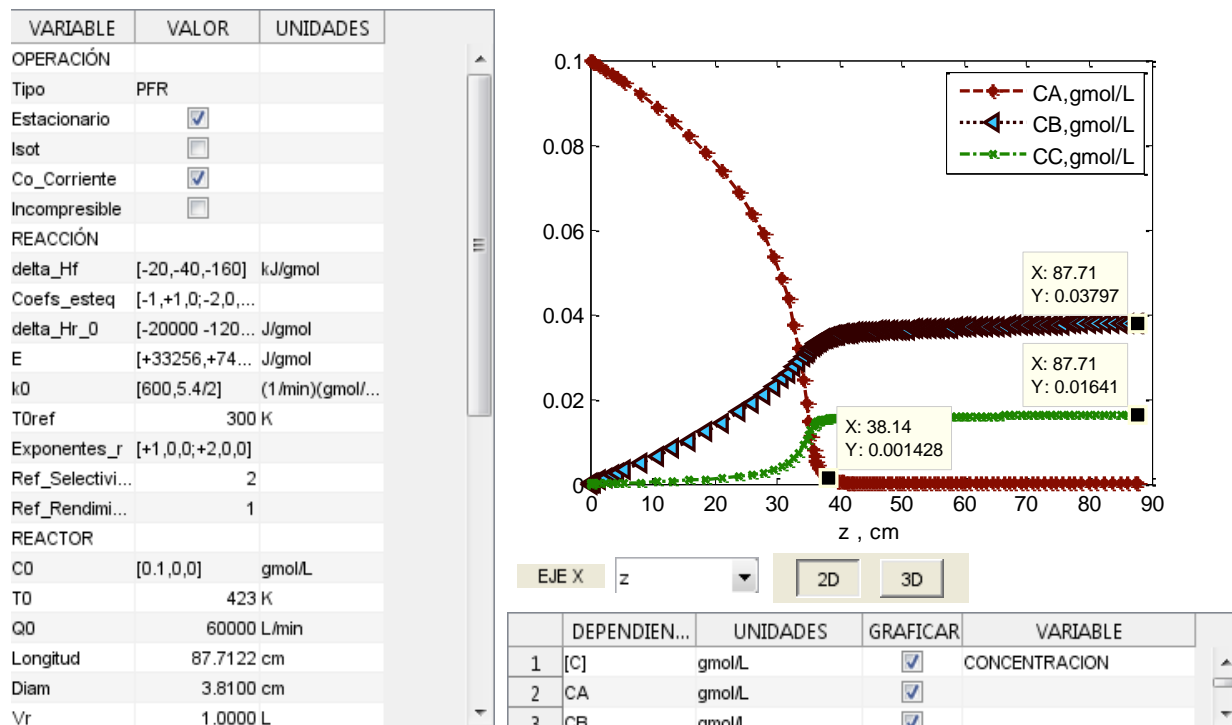 VARIABLE VALOR UNIDADES
OPERACIÓN
Tipo PFR
Estacionario
Isot
Co_Corriente
Incompresible
REACCIÓN
delta_Hf [-20,-40,-160] kJ/gmol
Coefs_esteq [-1,+1,0;-2,0,...
delta_Hr_0 [-20000 -120... J/gmol
E [+33256,+74... J/gmol
k0 [600,5.4/2] (1/min)(gmol/...
T0ref 300 K
Exponentes_r [+1,0,0;+2,0,0]
Ref_Selectivi... 2
Ref_Rendimi... 1
REACTOR
C0 [0.1,0,0] gmol/L
T0 423 K
Q0 60000 L/min
Longitud 87.7122 cm
Diam 3.8100 cm
Vr 1.0000 L
0.1
0.08
0.06
0.04
0.02
0
0 10 20 30 40 50 60 70 80 90
z , cm
CA,gmol/L
CB,gmol/L
CC,gmol/L
X: 87.71
Y: 0.03797
X: 87.71
Y: 0.01641
X: 38.14
Y: 0.001428
EJE X z 2D 3D
DEPENDIEN... UNIDADES GRAFICAR VARIABLE
1 [C] gmol/L CONCENTRACION
2 CA gmol/L
3 CB gmol/L